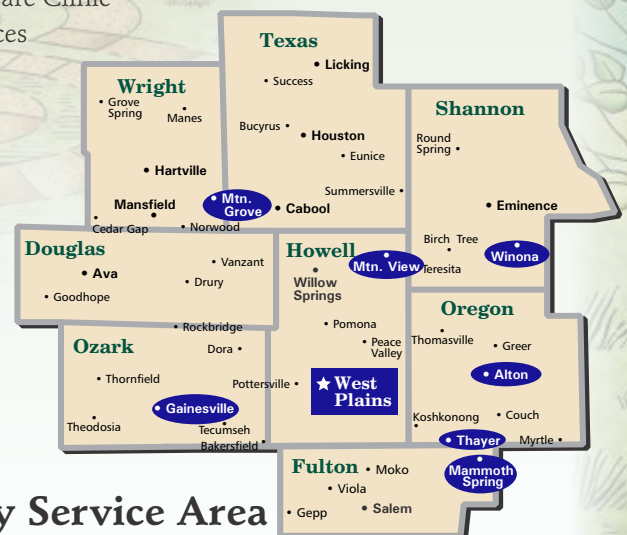 Clinic
ces
Texas
Licking
Success
Wright
Grove
Spring
Manes
Bucyrus
Houston
Eunice
Shannon
Round
Spring
Hartville
Summersville
Mansfield
Mtn.
Grove
Cabool
Eminence
Cedar Gap
Norwood
Douglas
Vanzant
Ava
Drury
Goodhope
Howell
Mtn. View
Willow
Springs
Birch Tree
Winona
Teresita
Oregon
Rockbridge
Pomona
Thomasville
Ozark
Dora
Peace
Valley
Greer
Thornfield
Pottersville
West
Plains
Alton
Gainesville
Theodosia
Tecumseh
Bakersfield
Koshkonong
Couch
Thayer
Myrtle
Fulton
Moko
Mammoth
Spring
Viola
Gepp
Salem
y Service Area